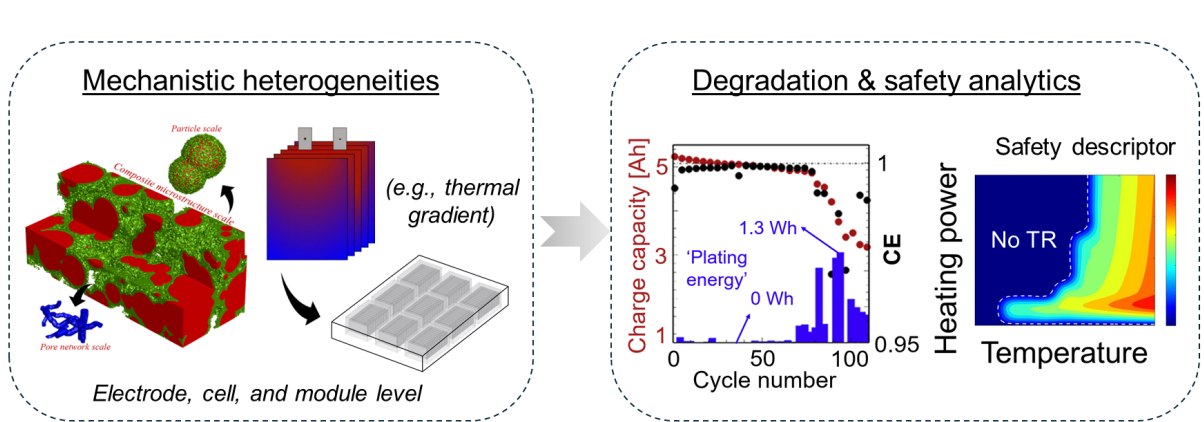 Mechanistic heterogeneities
Particle scale
Composite microstructure scale
Pore network scale
+
-
(e.g., thermal
gradient)
Electrode, cell, and module level
Degradation & safety analytics
Charge capacity [Ah]
5
3
1
0
50
100
Cycle number
1
CE
0.95
1.3 Wh
‘Plating
energy’
0 Wh
Safety descriptor
Heating power
No TR
Temperature